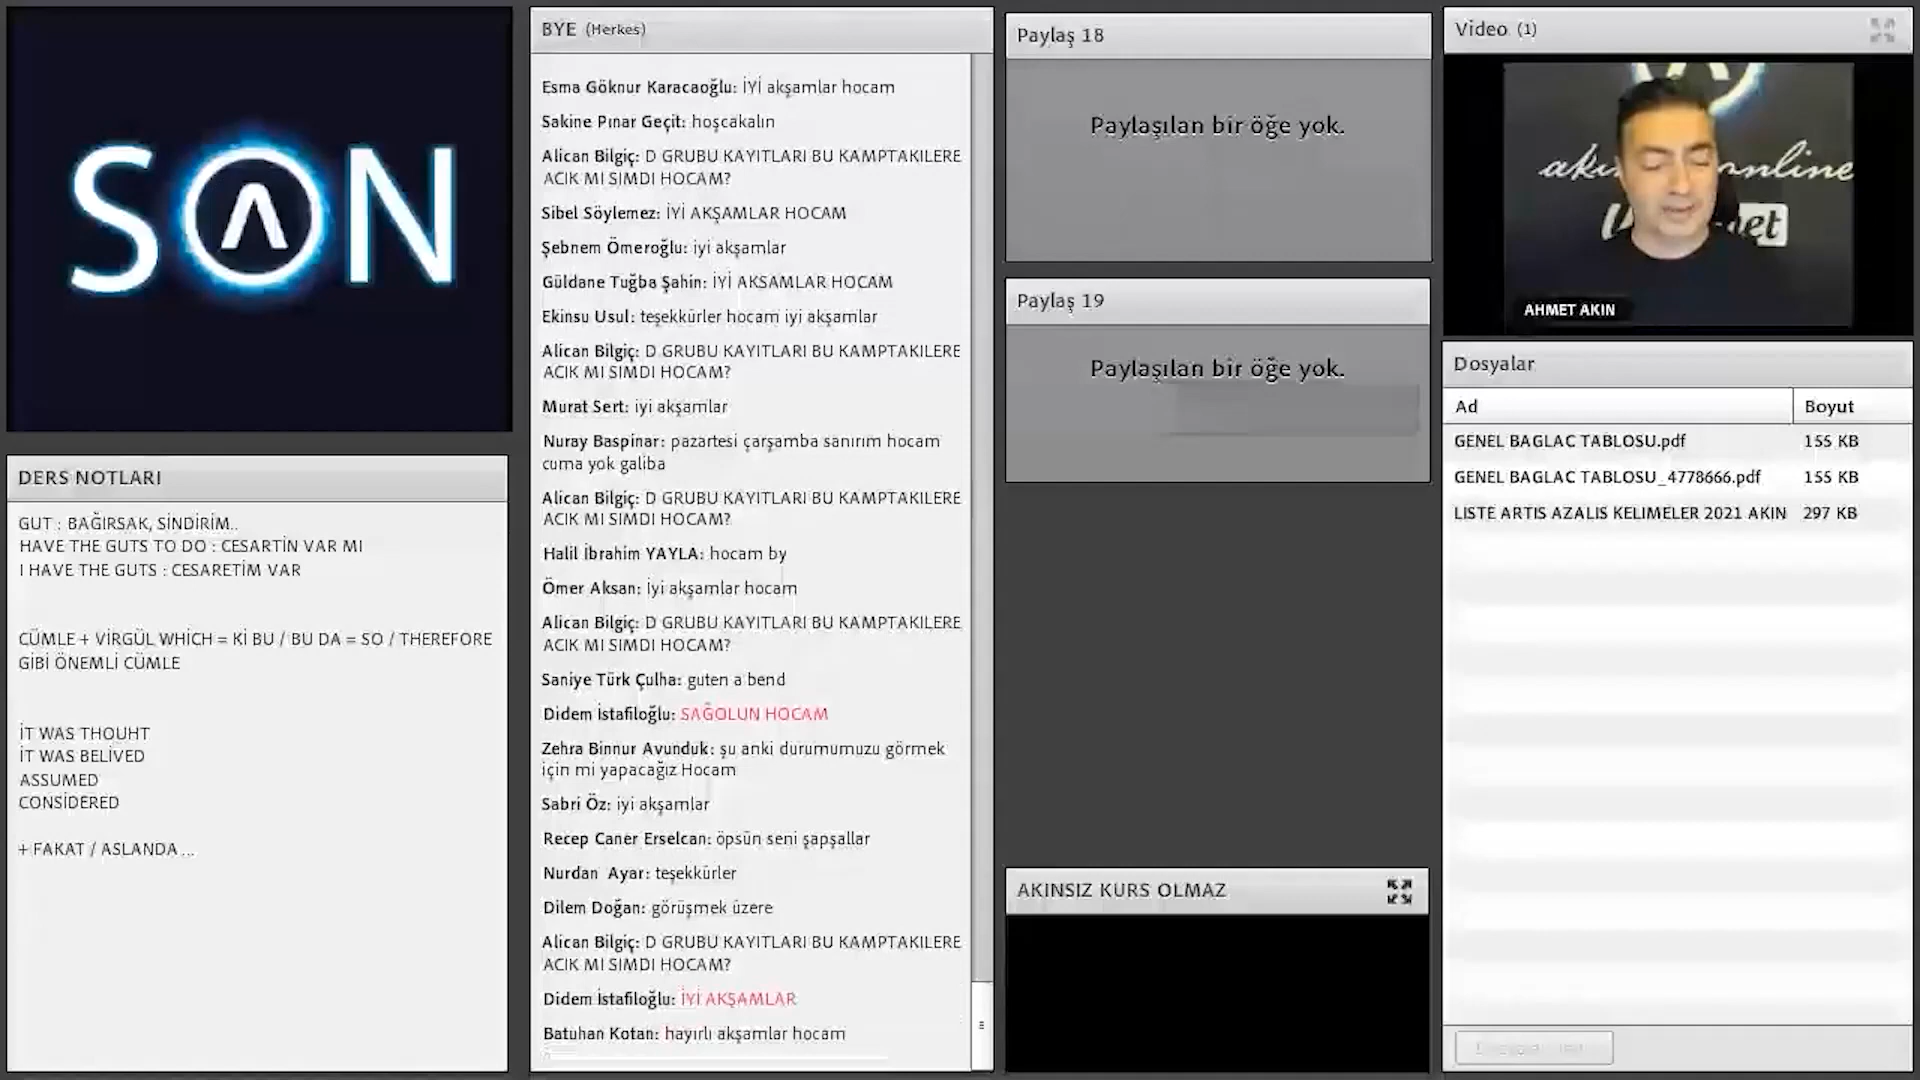 SON
DERS NOTLARI
GUT : BAĞIRSAK, SİNDİRİM..
HAVE THE GUTS TO DO : CESARTİN VAR MI
I HAVE THE GUTS : CESARETİM VAR
CÜMLE + VİRGÜL WHİCH = Kİ BU / BU DA = SO / THEREFORE
GİBİ ÖNEMLİ CÜMLE
İT WAS THOUHT
İT WAS BELİVED
ASSUMED
CONSİDERED
+ FAKAT / ASLANDA ...
BYE (Herkes)
Esma Göknur Karacaoğlu: İYİ akşamlar hocam
Sakine Pınar Geçit: hoşcakalın
Alican Bilgiç: D GRUBU KAYITLARI BU KAMPTAKILERE
ACIK MI SIMDI HOCAM?
Sibel Söylemez: İYİ AKŞAMLAR HOCAM
Şebnem Ömeroğlu: iyi akşamlar
Güldane Tuğba Şahin: İYİ AKSAMLAR HOCAM
Ekinsu Usul: teşekkürler hocam iyi akşamlar
Alican Bilgiç: D GRUBU KAYITLARI BU KAMPTAKILERE
ACIK MI SIMDI HOCAM?
Murat Sert: iyi akşamlar
Nuray Baspinar: pazartesi çarşamba sanırım hocam
cuma yok galiba
Alican Bilgiç: D GRUBU KAYITLARI BU KAMPTAKILERE
ACIK MI SIMDI HOCAM?
Halil İbrahim YAYLA: hocam by
Ömer Aksan: İyi akşamlar hocam
Alican Bilgiç: D GRUBU KAYITLARI BU KAMPTAKILERE
ACIK MI SIMDI HOCAM?
Saniye Türk Çulha: guten a bend
Didem İstafiloğlu: SAĞOLUN HOCAM
Zehra Binnur Avunduk: şu anki durumumuzu görmek
için mi yapacağız Hocam
Sabri Öz: iyi akşamlar
Recep Caner Erselcan: öpsün seni şapşallar
Nurdan Ayar: teşekkürler
Dilem Doğan: görüşmek üzere
Alican Bilgiç: D GRUBU KAYITLARI BU KAMPTAKILERE
ACIK MI SIMDI HOCAM?
Didem İstafiloğlu: İYİ AKŞAMLAR
Batuhan Kotan: hayırlı akşamlar hocam
Paylaş 18
Paylaşılan bir öğe yok.
Paylaş 19
Paylaşılan bir öğe yok.
AKINSIZ KURS OLMAZ
Video (1)
AHMET AKIN
Dosyalar
Ad Boyut
GENEL BAGLAC TABLOSU.pdf 155 KB
GENEL BAGLAC TABLOSU_4778666.pdf 155 KB
LISTE ARTIS AZALIS KELIMELER 2021 AKIN 297 KB